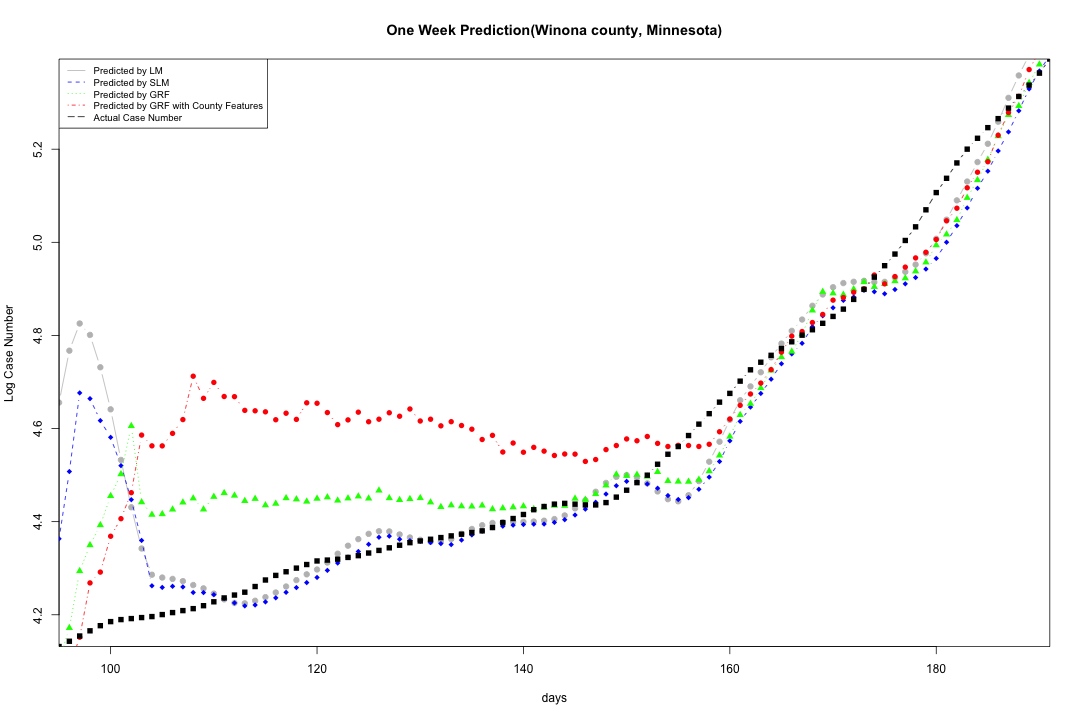 One Week Prediction(Winona county, Minnesota)
Predicted by LM
Predicted by SLM
Predicted by GRF
Predicted by GRF with County Features
Actual Case Number
5.2
5.0
4.8
4.6
4.4
4.2
Log Case Number
100 120 140 160 180
days